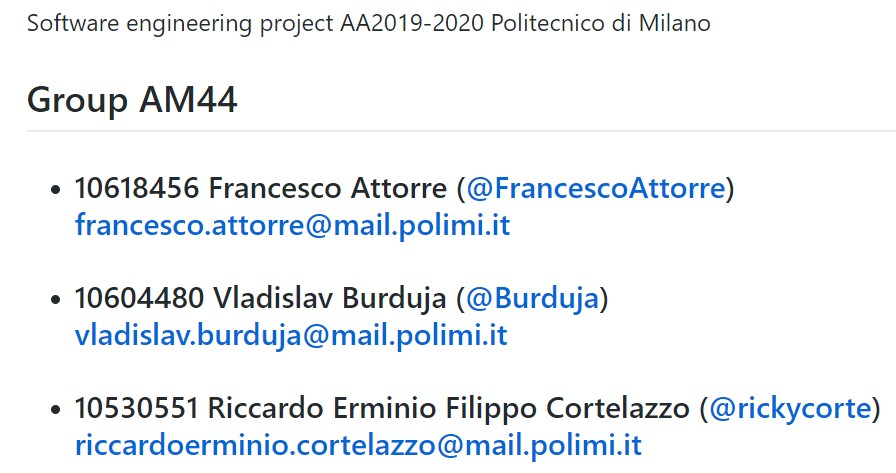 Software engineering project AA2019-2020 Politecnico di Milano
Group AM44
• 10618456 Francesco Attorre (@FrancescoAttorre)
francesco.attorre@mail.polimi.it
• 10604480 Vladislav Burduja (@Burduja)
vladislav.burduja@mail.polimi.it
• 10530551 Riccardo Erminio Filippo Cortelazzo (@rickycorte)
riccardoerminio.cortelazzo@mail.polimi.it